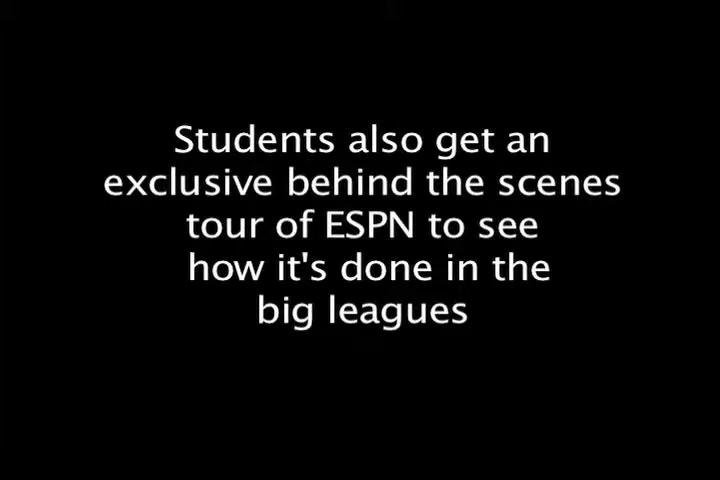 Students also get an
exclusive behind the scenes
tour of ESPN to see
how it's done in the
big leagues